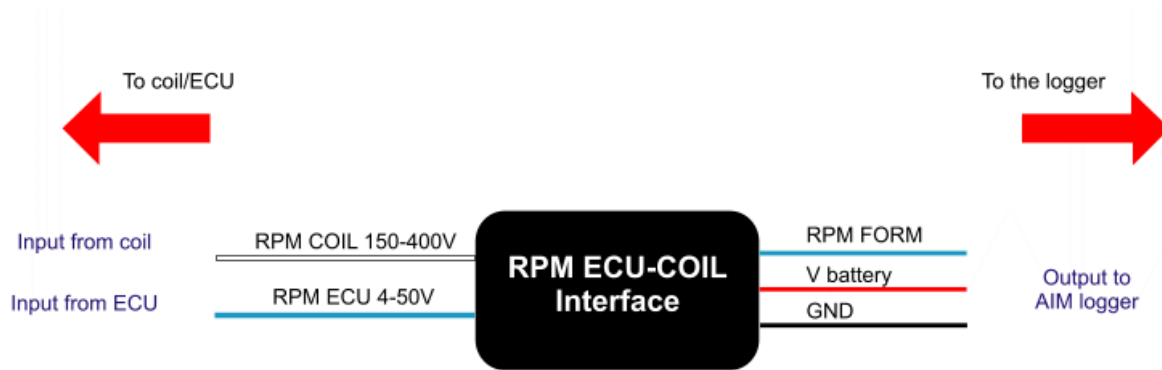 To coil/ECU
To the logger
Input from coil
RPM COIL 150-400V
Input from ECU
RPM ECU 4-50V
RPM ECU-COIL
Interface
RPM FORM
V battery
GND
Output to
AIM logger